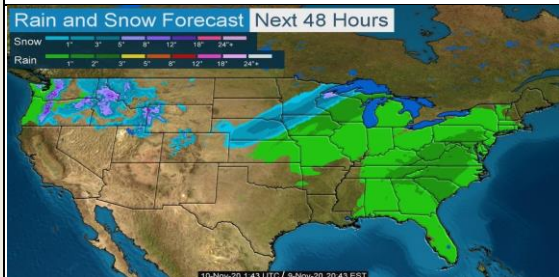 Rain and Snow Forecast Next 48 Hours
Snow
1" 3" 5" 8" 12" 18" 24"+
Rain
1" 2" 3" 5" 8" 12" 18" 24"+
10-Nov-20 1:43 UTC / 9-Nov-20 20:43 EST